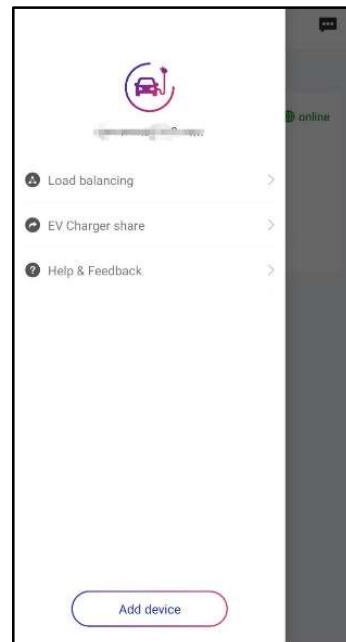 online
Load balancing
EV Charger share
Help & Feedback
Add device